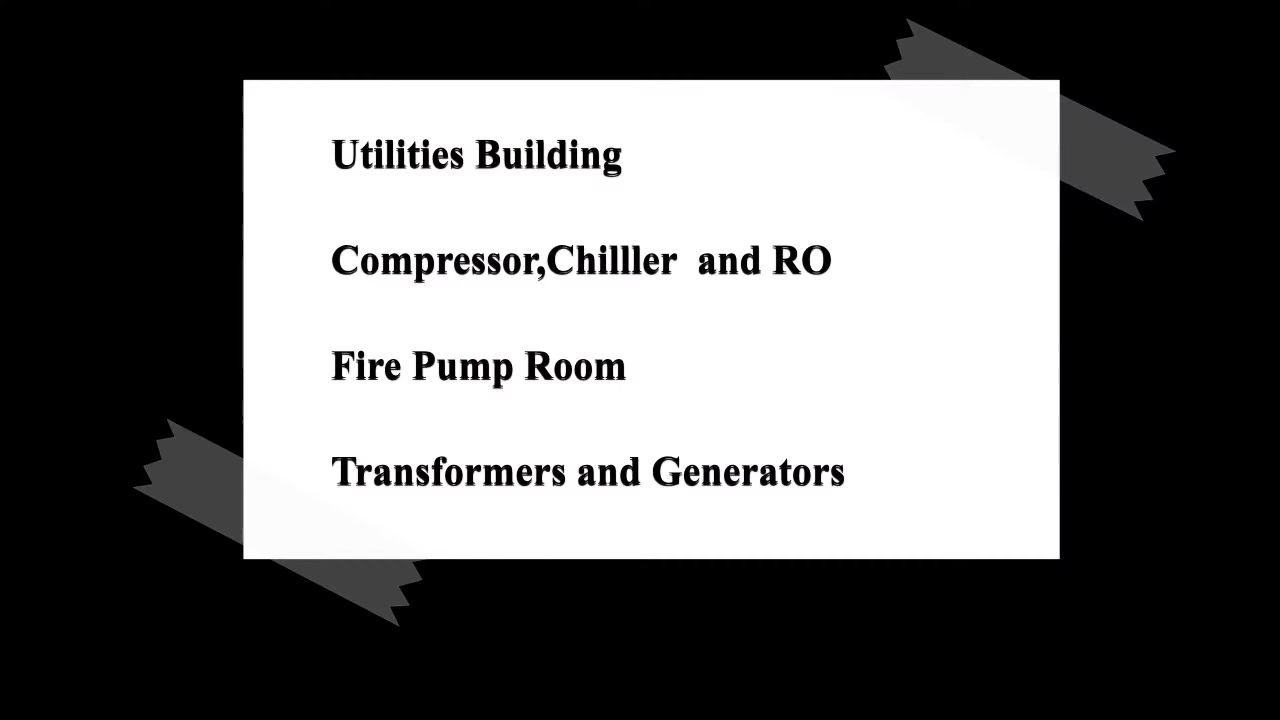 Utilities Building
Compressor,Chilller  and RO
Fire Pump Room
Transformers and Generators